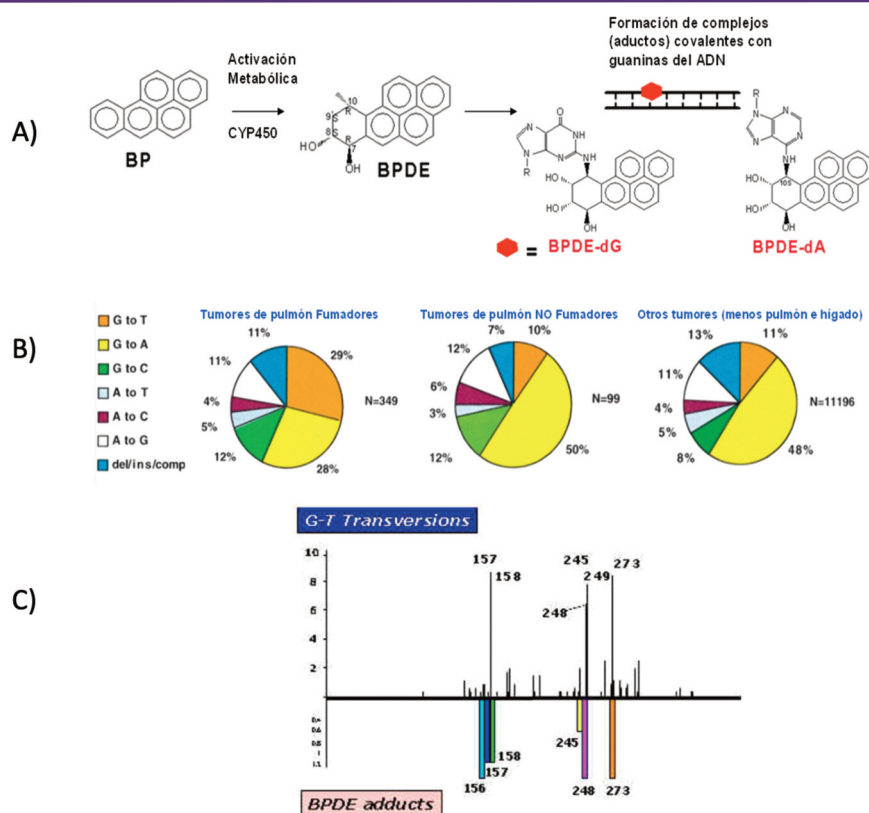 A)
Activación
Metabólica
CYP450
BP
BPDE
Formación de complejos
(aductos) covalentes con
guaninas del ADN
= BPDE-dG
BPDE-dA
B)
G to T
G to A
G to C
A to T
A to C
A to G
del/ins/comp
Tumores de pulmón Fumadores
11%
29%
11%
4%
5%
12%
28%
N=349
Tumores de pulmón NO Fumadores
7%
10%
12%
6%
3%
12%
50%
N=99
Otros tumores (menos pulmón e hígado)
13%
11%
11%
4%
5%
8%
48%
N=11196
C)
G-T Transversions
10
8
6
4
2
157
158
245
248
249
273
156
157
158
245
248
273
BPDE adducts